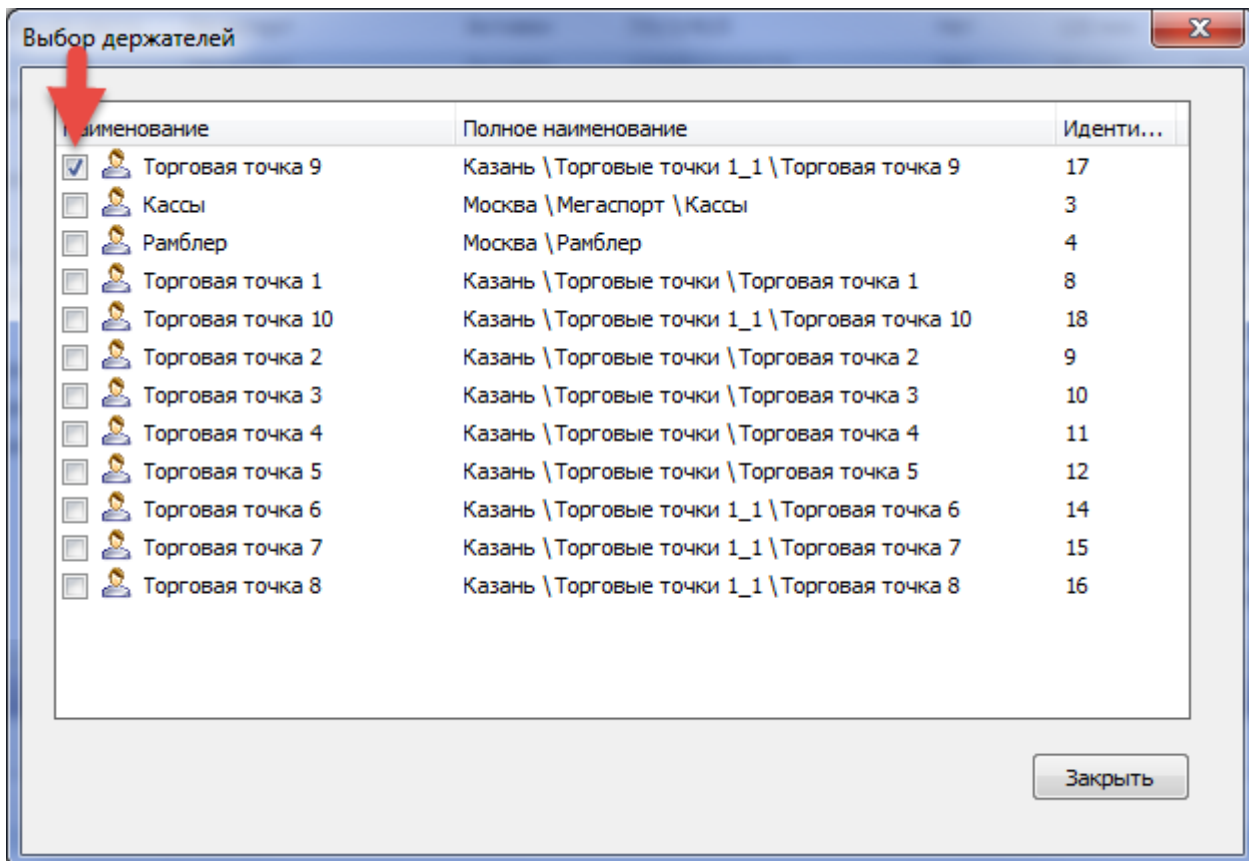 Выбор держателей
Наименование Полное наименование Иденти...
Торговая точка 9 Казань \ Торговые точки 1_1 \ Торговая точка 9 17
Кассы Москва \ Мегаспорт \ Кассы 3
Рамблер Москва \ Рамблер 4
Торговая точка 1 Казань \ Торговые точки \ Торговая точка 1 8
Торговая точка 10 Казань \ Торговые точки 1_1 \ Торговая точка 10 18
Торговая точка 2 Казань \ Торговые точки \ Торговая точка 2 9
Торговая точка 3 Казань \ Торговые точки \ Торговая точка 3 10
Торговая точка 4 Казань \ Торговые точки \ Торговая точка 4 11
Торговая точка 5 Казань \ Торговые точки \ Торговая точка 5 12
Торговая точка 6 Казань \ Торговые точки 1_1 \ Торговая точка 6 14
Торговая точка 7 Казань \ Торговые точки 1_1 \ Торговая точка 7 15
Торговая точка 8 Казань \ Торговые точки 1_1 \ Торговая точка 8 16
Закрыть